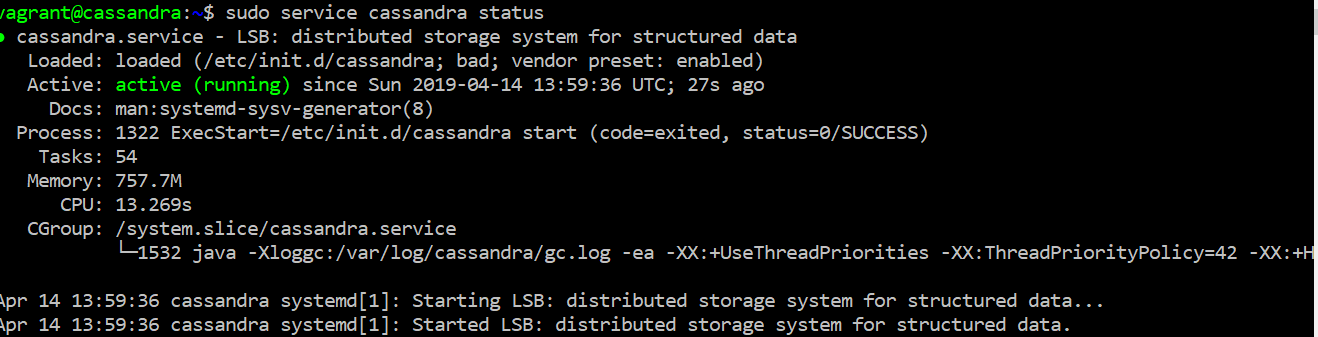 vagrant@cassandra:~$ sudo service cassandra status
● cassandra.service - LSB: distributed storage system for structured data
Loaded: loaded (/etc/init.d/cassandra; bad; vendor preset: enabled)
Active: active (running) since Sun 2019-04-14 13:59:36 UTC; 27s ago
Docs: man:systemd-sysv-generator(8)
Process: 1322 ExecStart=/etc/init.d/cassandra start (code=exited, status=0/SUCCESS)
Tasks: 54
Memory: 757.7M
CPU: 13.269s
CGroup: /system.slice/cassandra.service
└─1532 java -Xloggc:/var/log/cassandra/gc.log -ea -XX:+UseThreadPriorities -XX:ThreadPriorityPolicy=42 -XX:+H
Apr 14 13:59:36 cassandra systemd[1]: Starting LSB: distributed storage system for structured data...
Apr 14 13:59:36 cassandra systemd[1]: Started LSB: distributed storage system for structured data.